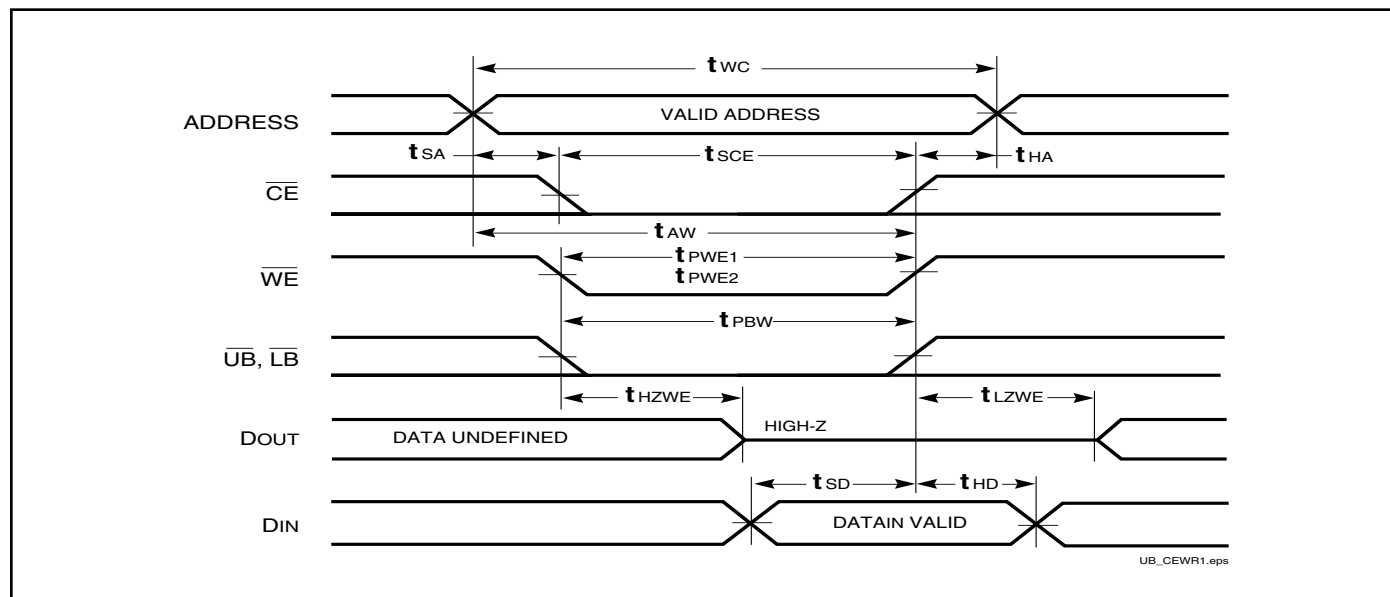 tWC
ADDRESS
VALID ADDRESS
tSA
tSCE
tHA
CE
tAW
tPWE1
WE
tPWE2
tPBW
UB, LB
tHZWE
tLZWE
DOUT
DATA UNDEFINED
HIGH-Z
tSD
tHD
DIN
DATAIN VALID
UB_CEWR1.eps